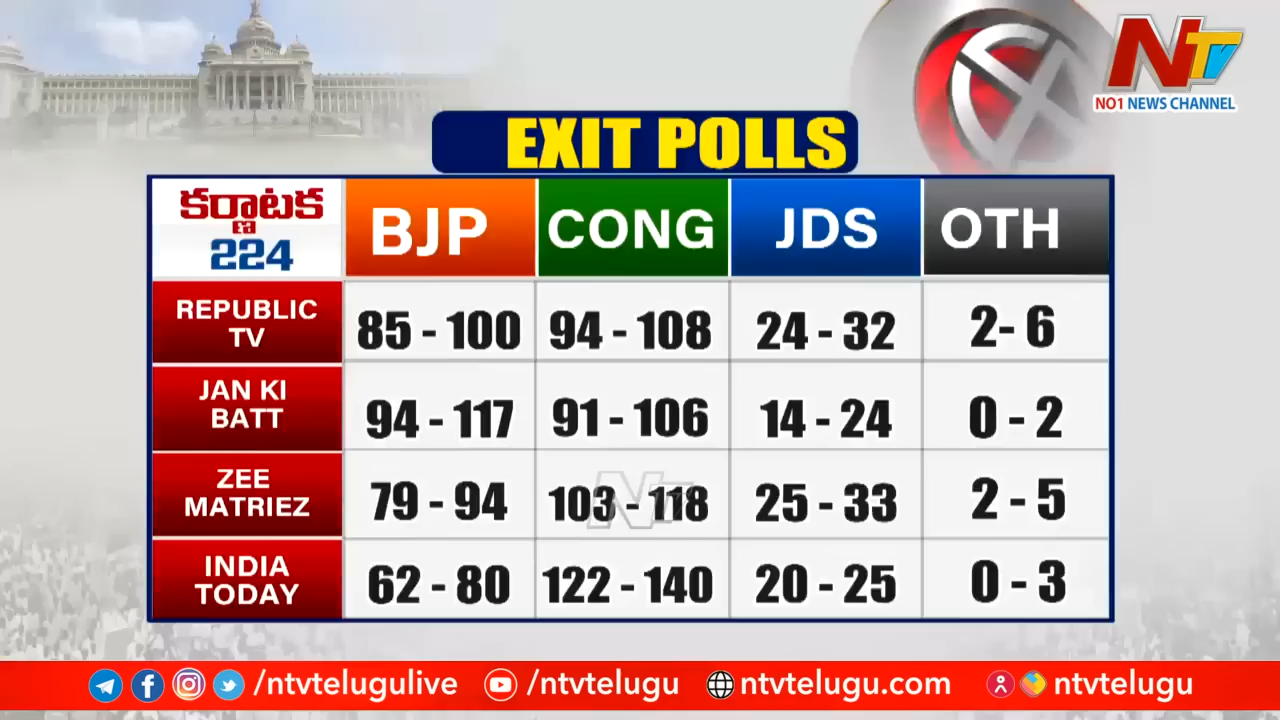 NTV
NO1 NEWS CHANNEL
EXIT POLLS
కర్ణాటక
224
BJP
CONG
JDS
OTH
REPUBLIC
TV
85 - 100
94 - 108
24 - 32
2- 6
JAN KI
BATT
94 - 117
91 - 106
14 - 24
0 - 2
ZEE
MATRIEZ
79 - 94
103 - 118
25 - 33
2 - 5
NTV
INDIA
TODAY
62 - 80
122 - 140
20 - 25
0 - 3
/ntvtelugulive
/ntvtelugu
ntvtelugu.com
ntvtelugu